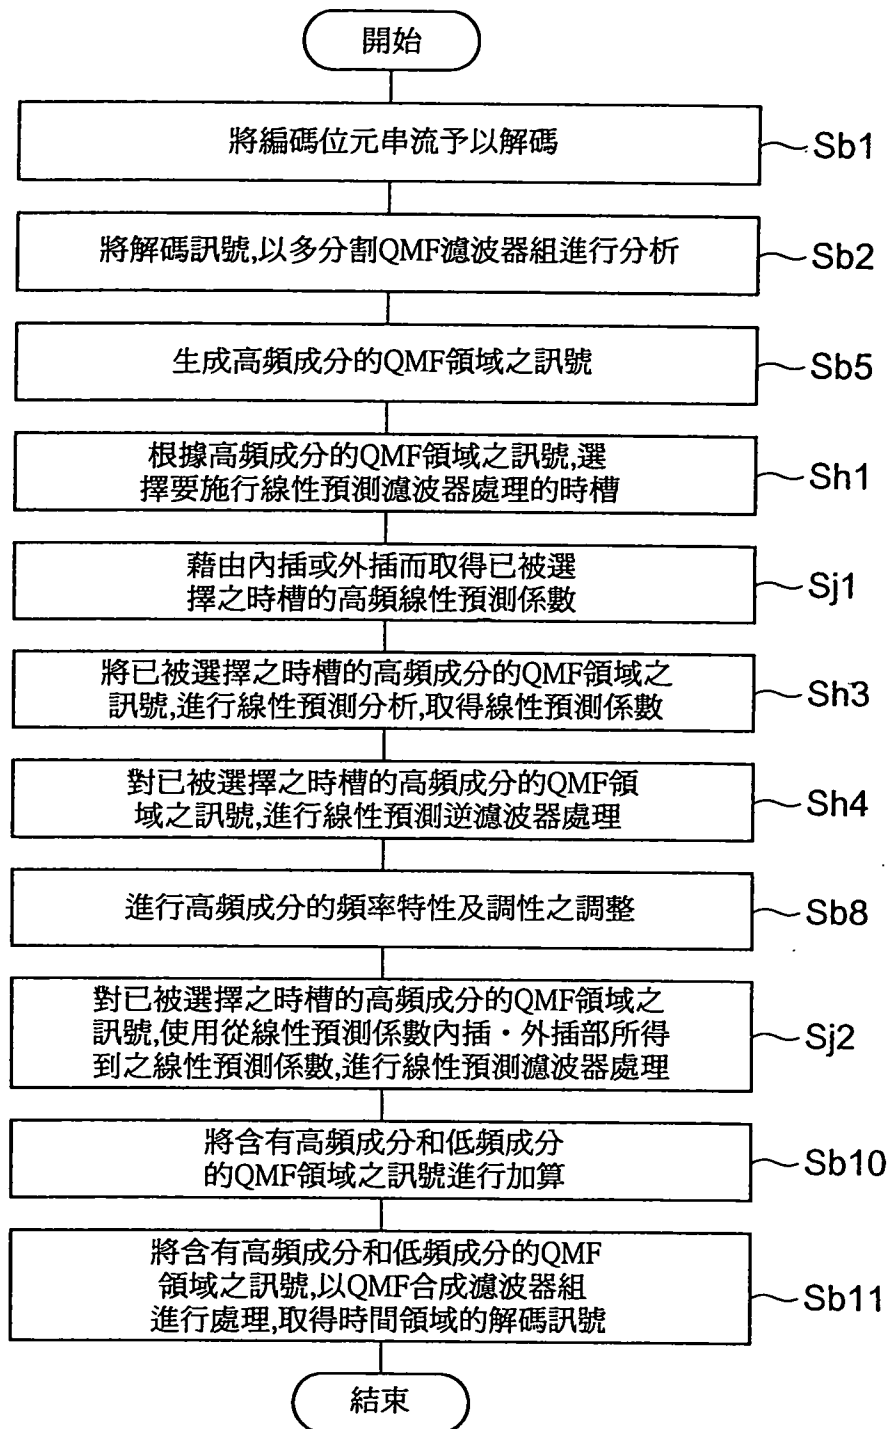 開始
將編碼位元串流予以解碼
Sb1
將解碼訊號,以多分割QMF濾波器組進行分析
Sb2
生成高頻成分的QMF領域之訊號
Sb5
根據高頻成分的QMF領域之訊號,選
擇要施行線性預測濾波器處理的時槽
Sh1
藉由內插或外插而取得已被選
擇之時槽的高頻線性預測係數
Sj1
將已被選擇之時槽的高頻成分的QMF領域之
訊號,進行線性預測分析,取得線性預測係數
Sh3
對已被選擇之時槽的高頻成分的QMF領
域之訊號,進行線性預測逆濾波器處理
Sh4
進行高頻成分的頻率特性及調性之調整
Sb8
對已被選擇之時槽的高頻成分的QMF領域之
訊號,使用從線性預測係數內插・外插部所得
到之線性預測係數,進行線性預測濾波器處理
Sj2
將含有高頻成分和低頻成分
的QMF領域之訊號進行加算
Sb10
將含有高頻成分和低頻成分的QMF
領域之訊號,以QMF合成濾波器組
進行處理,取得時間領域的解碼訊號
Sb11
結束